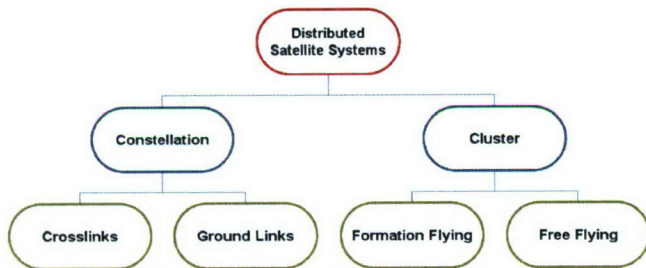 Distributed
Satellite Systems
Constellation
Cluster
Crosslinks
Ground Links
Formation Flying
Free Flying